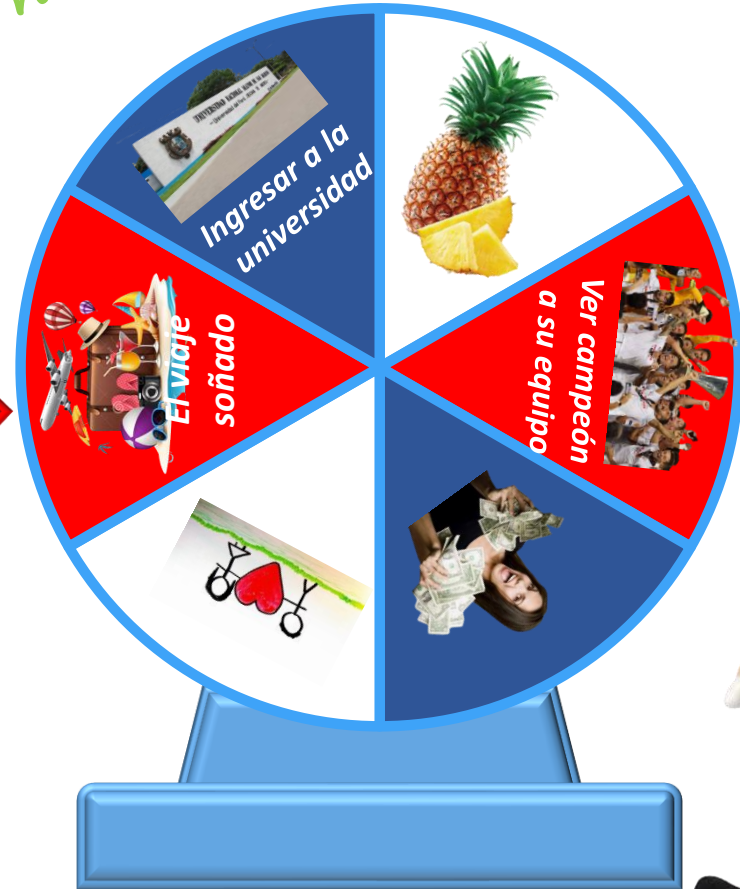 Ingresar a la
universidad
Ver campeón
a su equipo
El viaje
soñado